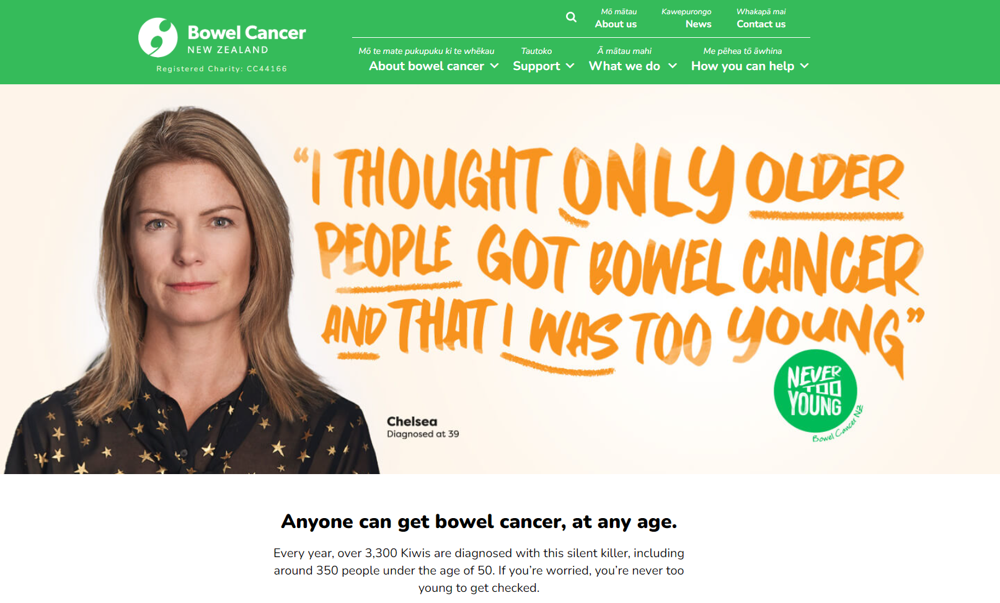 Bowel Cancer
NEW ZEALAND
Registered Charity: CC44166
Mō mātau
About us
Kawepurongo
News
Whakapā mai
Contact us
Mō te mate pukupuku ki te whēkau
About bowel cancer
Tautoko
Support
Ā mātau mahi
What we do
Me pēhea tō āwhina
How you can help
“I THOUGHT ONLY OLDER
PEOPLE GOT BOWEL CANCER
AND THAT I WAS TOO YOUNG”
Chelsea
Diagnosed at 39
NEVER
TOO
YOUNG
Bowel Cancer NZ
Anyone can get bowel cancer, at any age.
Every year, over 3,300 Kiwis are diagnosed with this silent killer, including
around 350 people under the age of 50. If you’re worried, you’re never too
young to get checked.